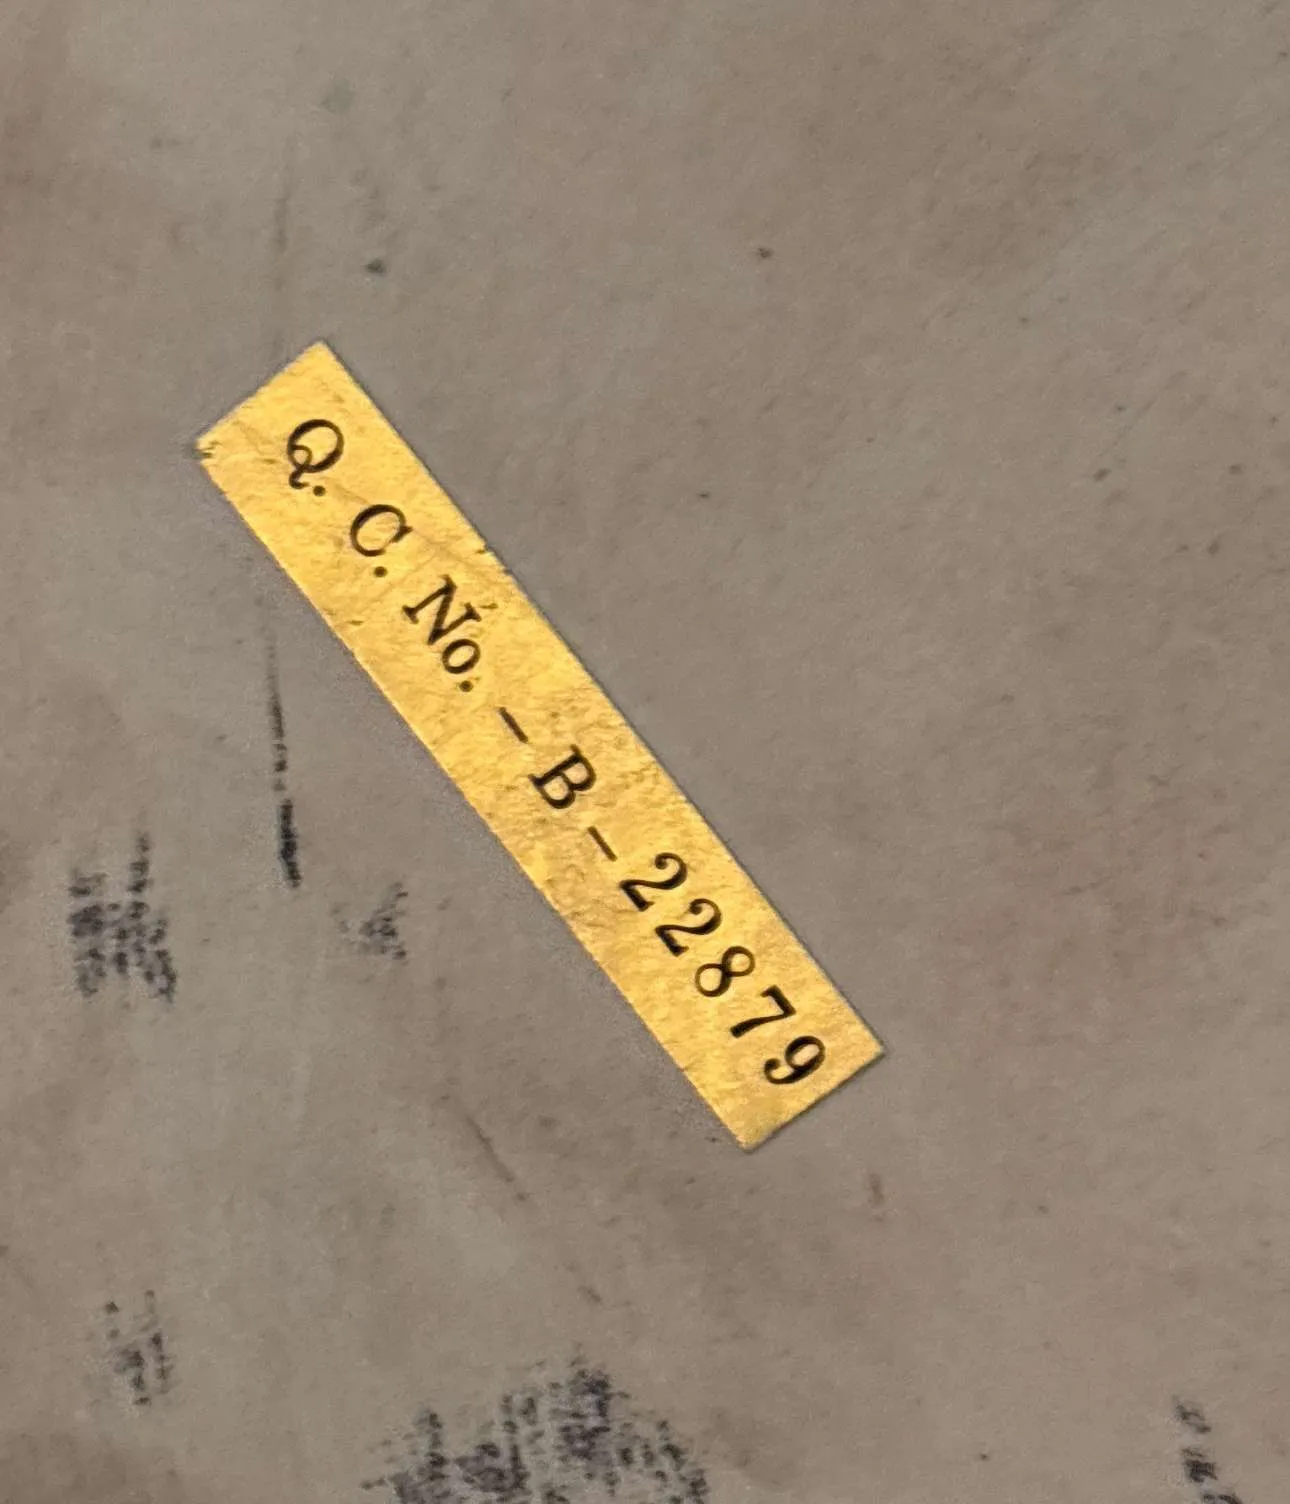 Q. C. No. – B – 22879